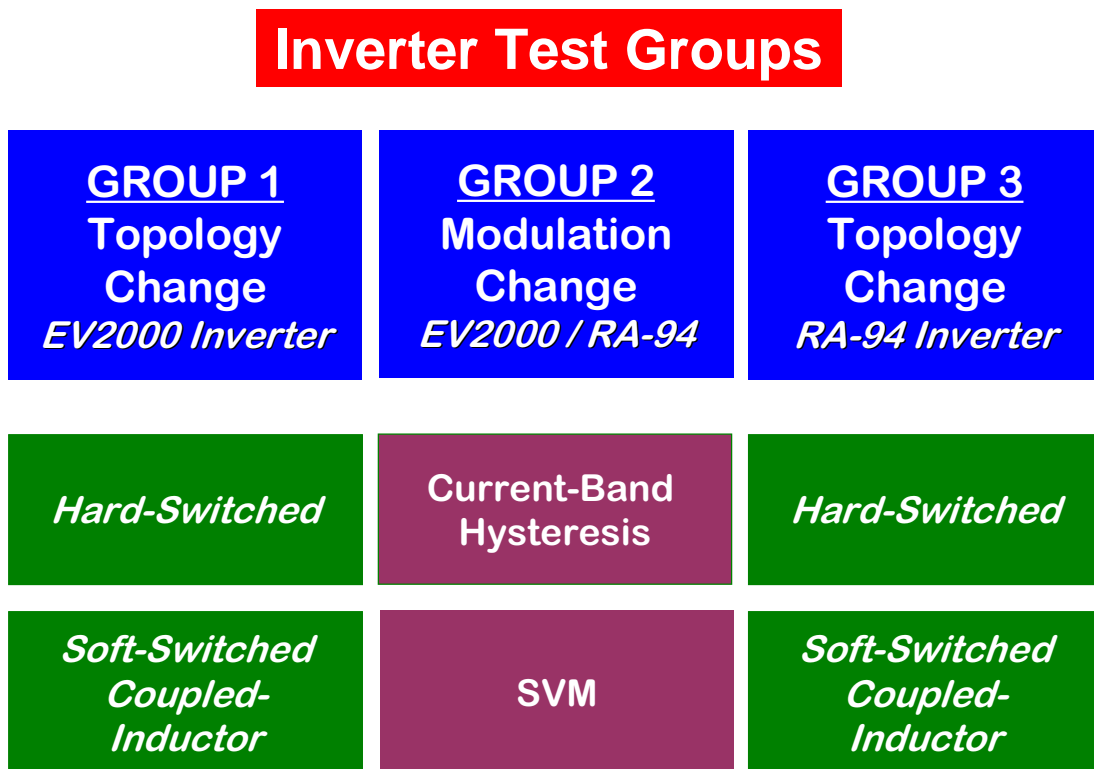 Inverter Test Groups
GROUP 1
Topology
Change
EV2000 Inverter
GROUP 2
Modulation
Change
EV2000 / RA-94
GROUP 3
Topology
Change
RA-94 Inverter
Hard-Switched
Current-Band
Hysteresis
Hard-Switched
Soft-Switched
Coupled-
Inductor
SVM
Soft-Switched
Coupled-
Inductor